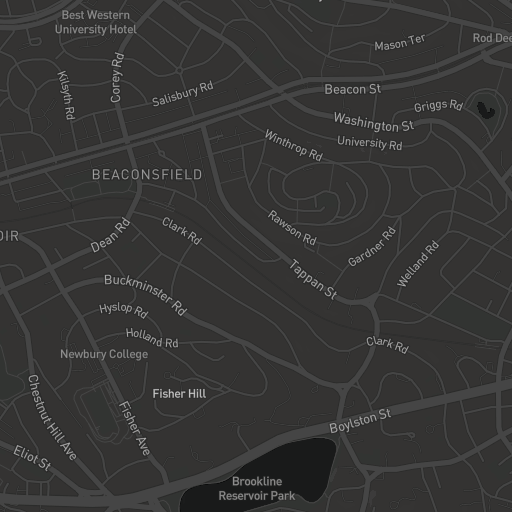 Best Western
University Hotel
Mason Ter
Rod Dee
Kilsyth Rd
Corey Rd
Salisbury Rd
Beacon St
Griggs Rd
Washington St
University Rd
Winthrop Rd
BEACONSFIELD
OIR
Dean Rd
Clark Rd
Rawson Rd
Gardner Rd
Welland Rd
Tappan St
Buckminster Rd
Hyslop Rd
Holland Rd
Clark Rd
Newbury College
Fisher Hill
Chestnut Hill Ave
Fisher Ave
Boylston St
Eliot St
Brookline
Reservoir Park